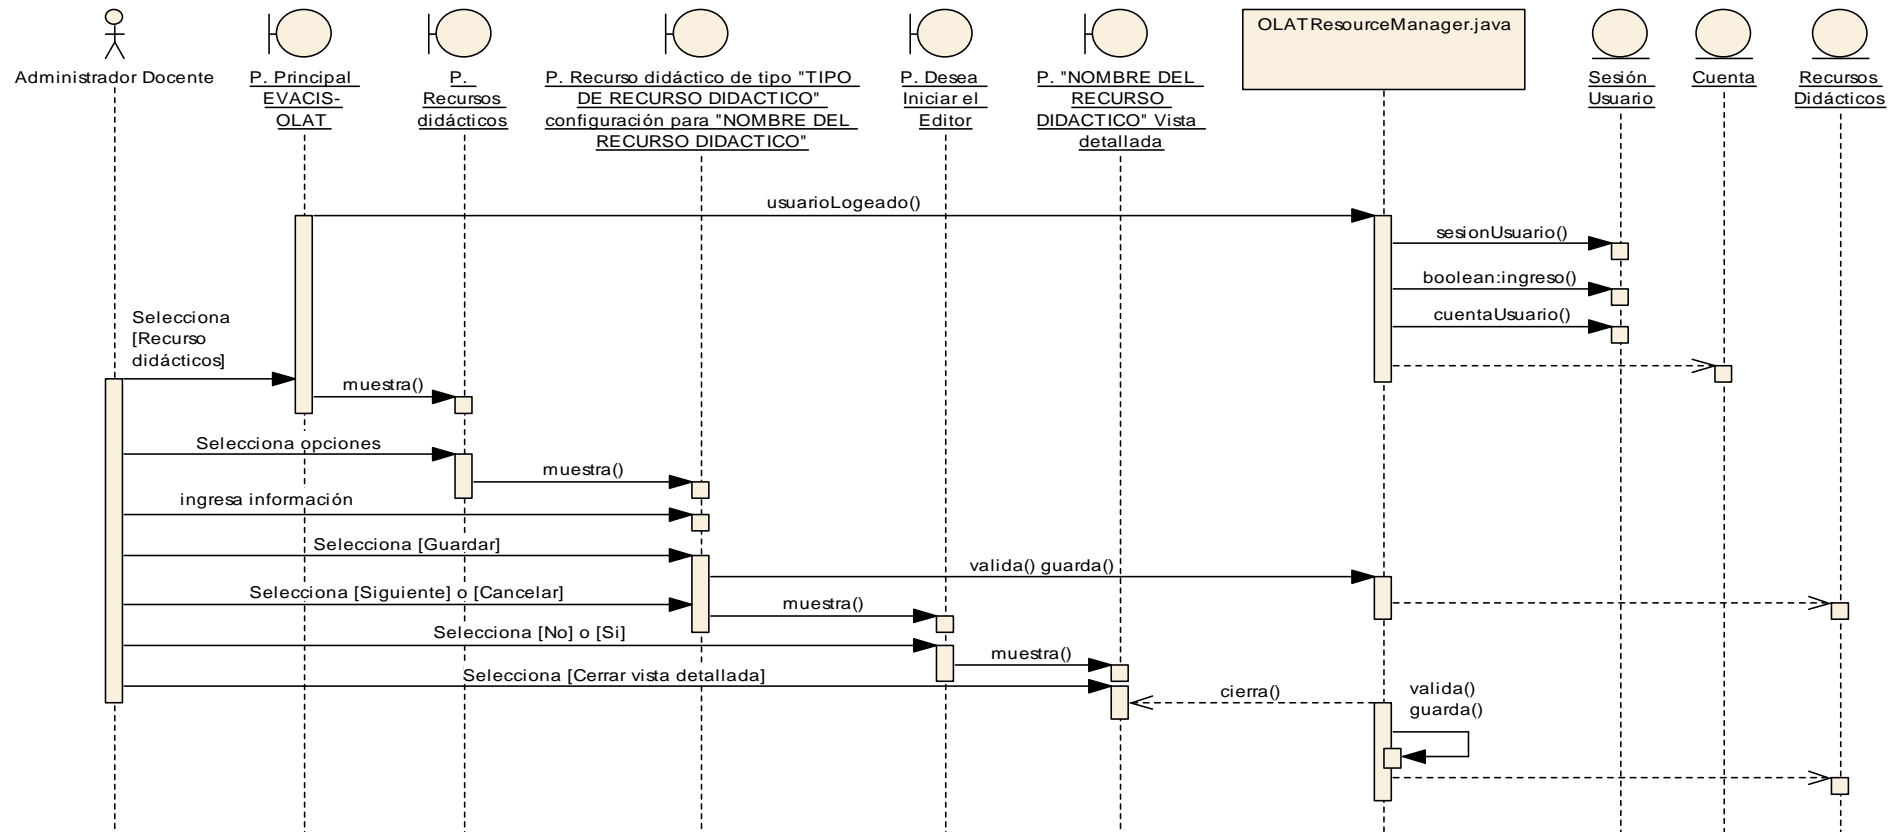 Administrador Docente
P. Principal
EVACIS-
OLAT
P.
Recursos
didácticos
P. Recurso didáctico de tipo "TIPO
DE RECURSO DIDACTICO"
configuración para "NOMBRE DEL
RECURSO DIDACTICO"
P. Desea
Iniciar el
Editor
P. "NOMBRE DEL
RECURSO
DIDACTICO" Vista
detallada
OLATResourceManager.java
Sesión
Usuario
Cuenta
Recursos
Didácticos
usuarioLogeado()
sesionUsuario()
boolean:ingreso()
cuentaUsuario()
Selecciona
[Recurso
didácticos]
muestra()
Selecciona opciones
muestra()
ingresa información
Selecciona [Guardar]
valida() guarda()
Selecciona [Siguiente] o [Cancelar]
muestra()
Selecciona [No] o [Si]
muestra()
Selecciona [Cerrar vista detallada]
cierra()
valida()
guarda()